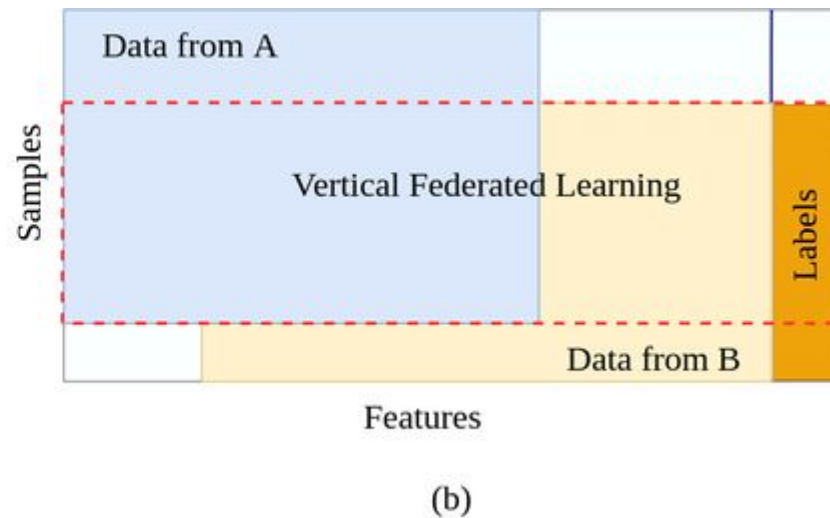 Data from A
Samples
Vertical Federated Learning
Labels
Data from B
Features
(b)